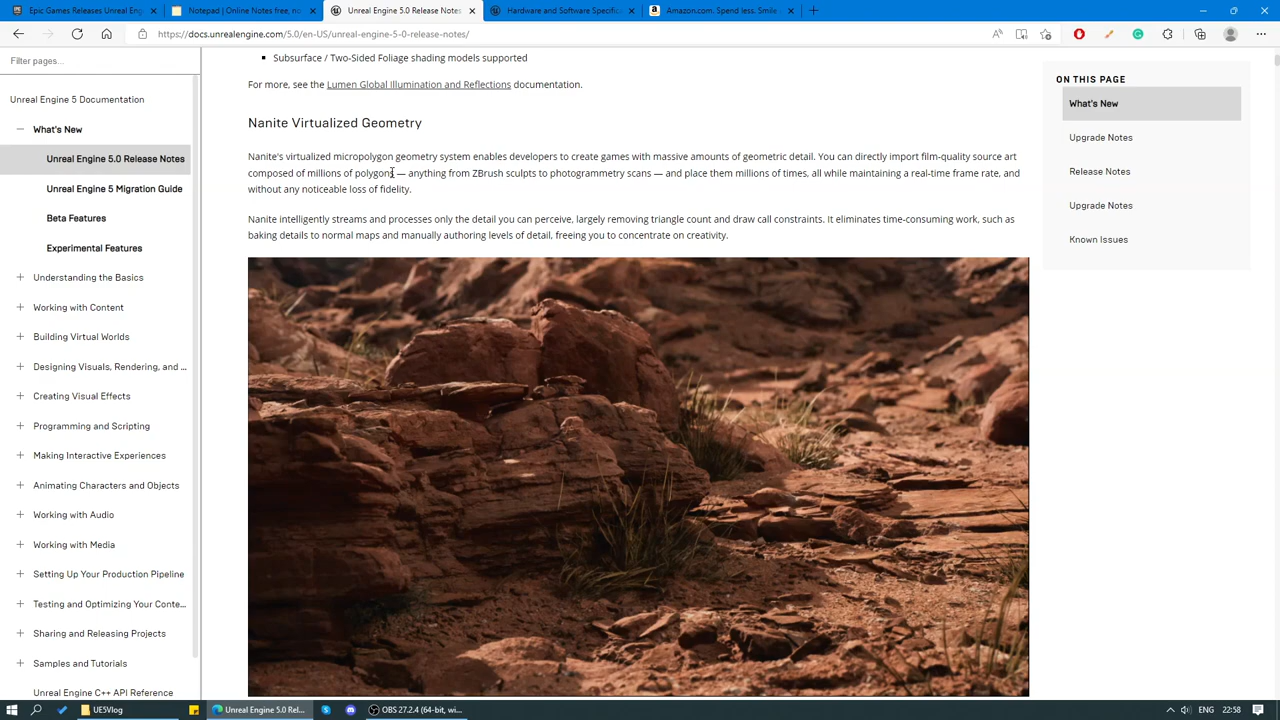 Epic Games Releases Unreal Eng
Notepad | Online Notes free, no
Unreal Engine 5.0 Release Notes
Hardware and Software Specific
Amazon.com. Spend less. Smile
https://docs.unrealengine.com/5.0/en-US/unreal-engine-5-0-release-notes/
Filter pages...
Unreal Engine 5 Documentation
What's New
Unreal Engine 5.0 Release Notes
Unreal Engine 5 Migration Guide
Beta Features
Experimental Features
Understanding the Basics
Working with Content
Building Virtual Worlds
Designing Visuals, Rendering, and ...
Creating Visual Effects
Programming and Scripting
Making Interactive Experiences
Animating Characters and Objects
Working with Audio
Working with Media
Setting Up Your Production Pipeline
Testing and Optimizing Your Conte...
Sharing and Releasing Projects
Samples and Tutorials
Unreal Engine C++ API Reference
Subsurface / Two-Sided Foliage shading models supported
For more, see the Lumen Global Illumination and Reflections documentation.
Nanite Virtualized Geometry
Nanite's virtualized micropolygon geometry system enables developers to create games with massive amounts of geometric detail. You can directly import film-quality source art
composed of millions of polygons — anything from ZBrush sculpts to photogrammetry scans — and place them millions of times, all while maintaining a real-time frame rate, and
without any noticeable loss of fidelity.
Nanite intelligently streams and processes only the detail you can perceive, largely removing triangle count and draw call constraints. It eliminates time-consuming work, such as
baking details to normal maps and manually authoring levels of detail, freeing you to concentrate on creativity.
ON THIS PAGE
What's New
Upgrade Notes
Release Notes
Upgrade Notes
Known Issues
UE5Vlog
Unreal Engine 5.0 Rel...
OBS 27.2.4 (64-bit, wi...
ENG
22:58